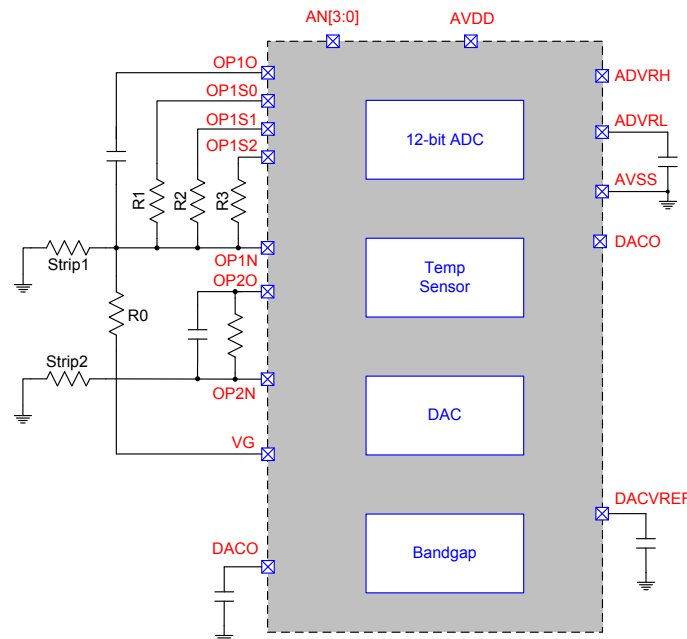 AN[3:0]
AVDD
OP1O
OP1S0
OP1S1
OP1S2
ADVRH
ADVRL
AVSS
DACO
12-bit ADC
R1
R2
R3
Strip1
OP1N
OP2O
Temp
Sensor
R0
Strip2
OP2N
DAC
VG
DACVREF
DACO
Bandgap